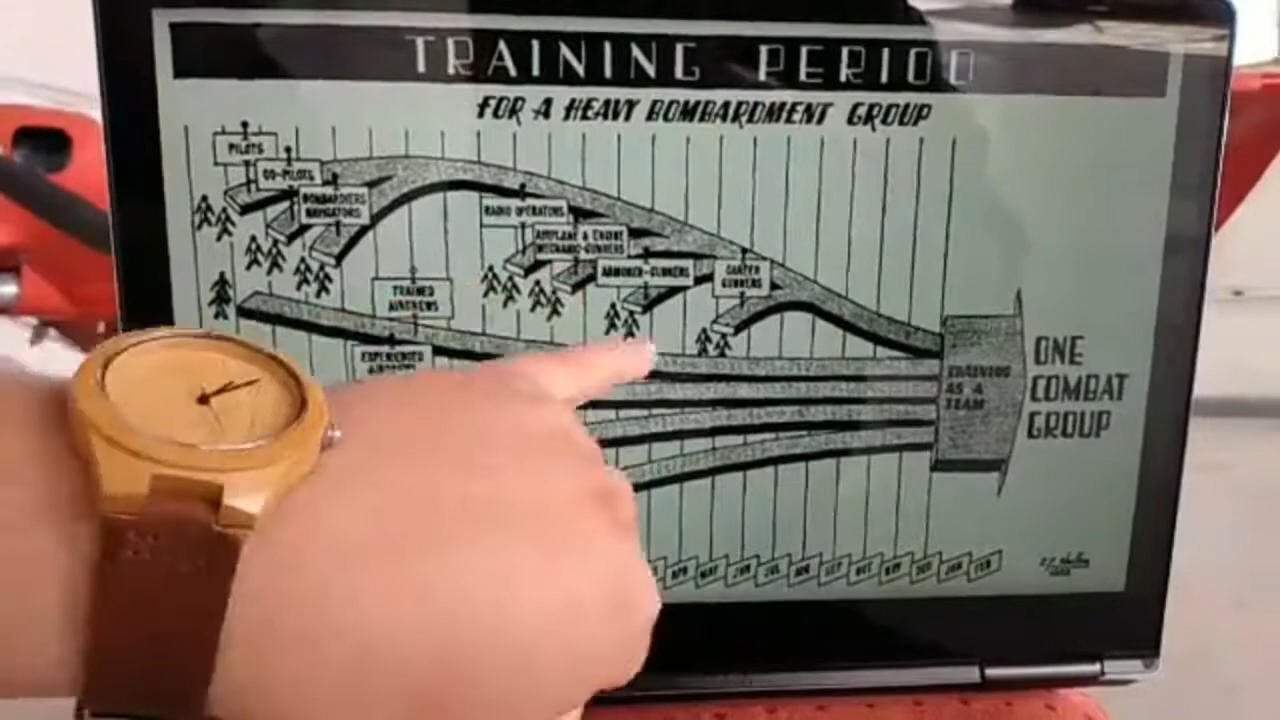 TRAINING PERIOD
FOR A HEAVY BOMBARDMENT GROUP
PILOTS
CO-PILOTS
BOMBARDIERS
NAVIGATORS
RADIO OPERATORS
AIRPLANE & ENGINE
MECHANIC-GUNNERS
ARMORER-GUNNERS
CAREER
GUNNERS
TRAINED
AIRCREWS
EXPERIENCED
TRAINING
AS A
TEAM
ONE
COMBAT
GROUP
APR MAY JUN JUL AUG SEP OCT NOV DEC JAN FEB